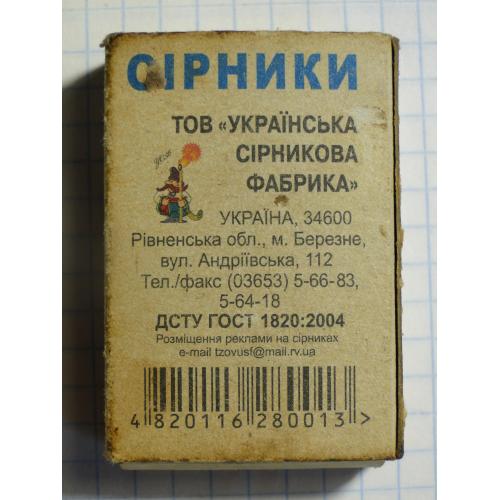 СІРНИКИ
ТОВ «УКРАЇНСЬКА
СІРНИКОВА
ФАБРИКА»
УКРАЇНА, 34600
Рівненська обл., м. Березне,
вул. Андріївська, 112
Тел./факс (03653) 5-66-83,
5-64-18
ДСТУ ГОСТ 1820:2004
Розміщення реклами на сірниках
e-mail tzovusf@mail.rv.ua
4 820116 280013 >